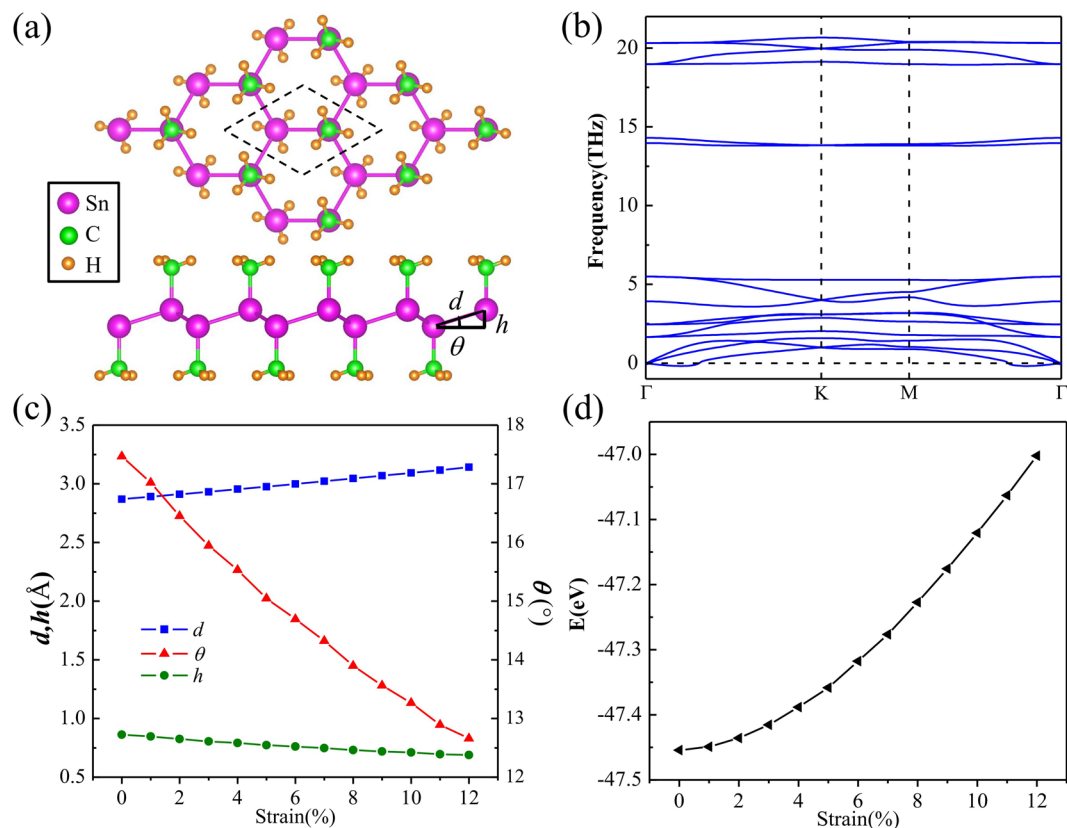 (a)
Sn
C
H
d
h
θ
(b)
Frequency(THz)
20
15
10
5
0
Γ
K
M
Γ
(c)
d,h(Å)
3.5
3.0
2.5
2.0
1.5
1.0
0.5
d
θ
h
18
17
16
15
14
13
12
θ(°)
0
2
4
6
8
10
12
Strain(%)
(d)
E(eV)
-47.0
-47.1
-47.2
-47.3
-47.4
-47.5
0
2
4
6
8
10
12
Strain(%)